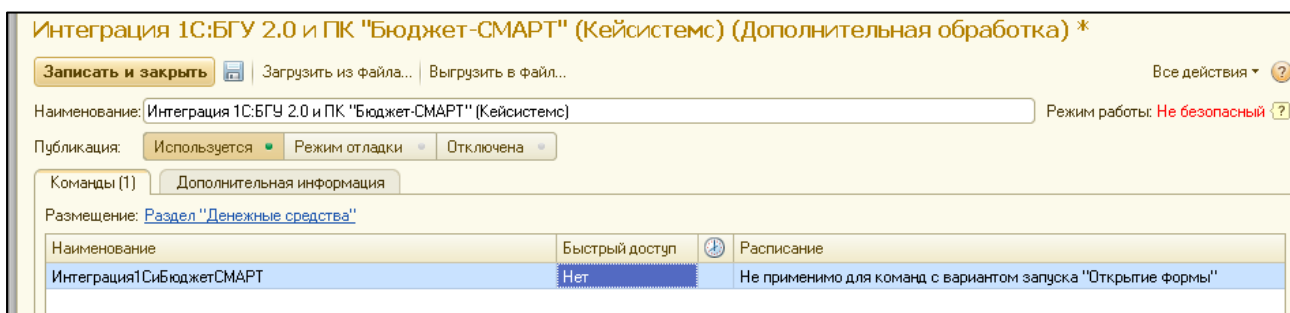 Интеграция 1С:БГУ 2.0 и ПК "Бюджет-СМАРТ" (Кейсистемс) (Дополнительная обработка) *
Записать и закрыть Загрузить из файла... Выгрузить в файл... Все действия ?
Наименование: Интеграция 1С:БГУ 2.0 и ПК "Бюджет-СМАРТ" (Кейсистемс) Режим работы: Не безопасный ?
Публикация: Используется Режим отладки Отключена
Команды (1) Дополнительная информация
Размещение: Раздел "Денежные средства"
Наименование Быстрый доступ Расписание
Интеграция1СиБюджетСМАРТ Нет Не применимо для команд с вариантом запуска "Открытие формы"